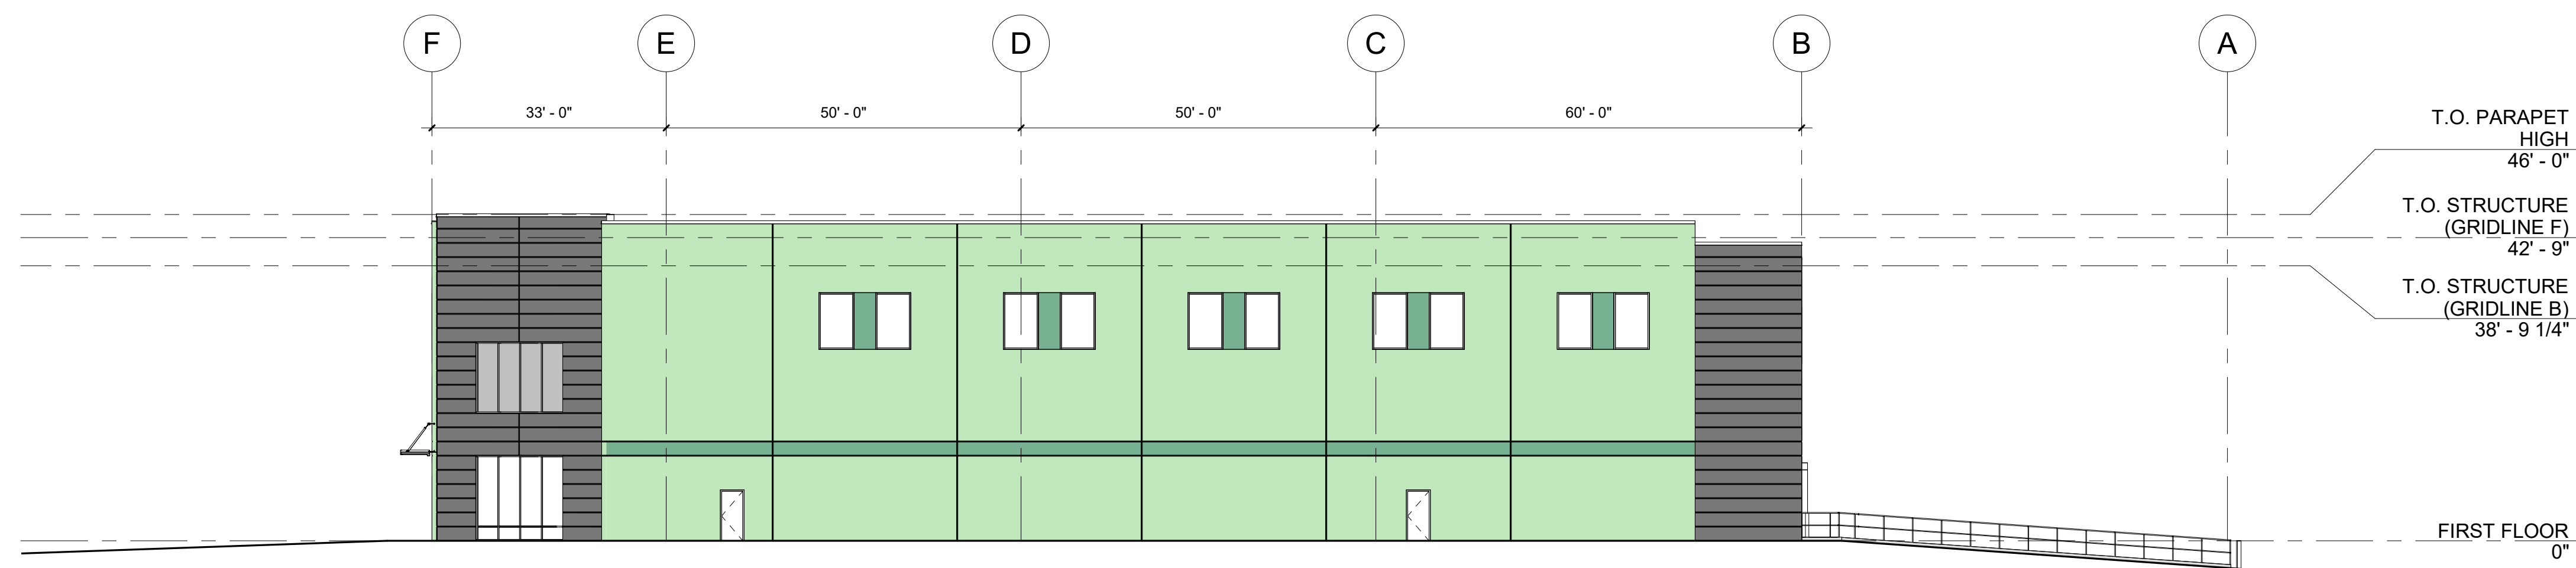 F
E
D
C
B
A
33' - 0"
50' - 0"
50' - 0"
60' - 0"
T.O. PARAPET
HIGH
46' - 0"
T.O. STRUCTURE
(GRIDLINE F)
42' - 9"
T.O. STRUCTURE
(GRIDLINE B)
38' - 9 1/4"
FIRST FLOOR
0"